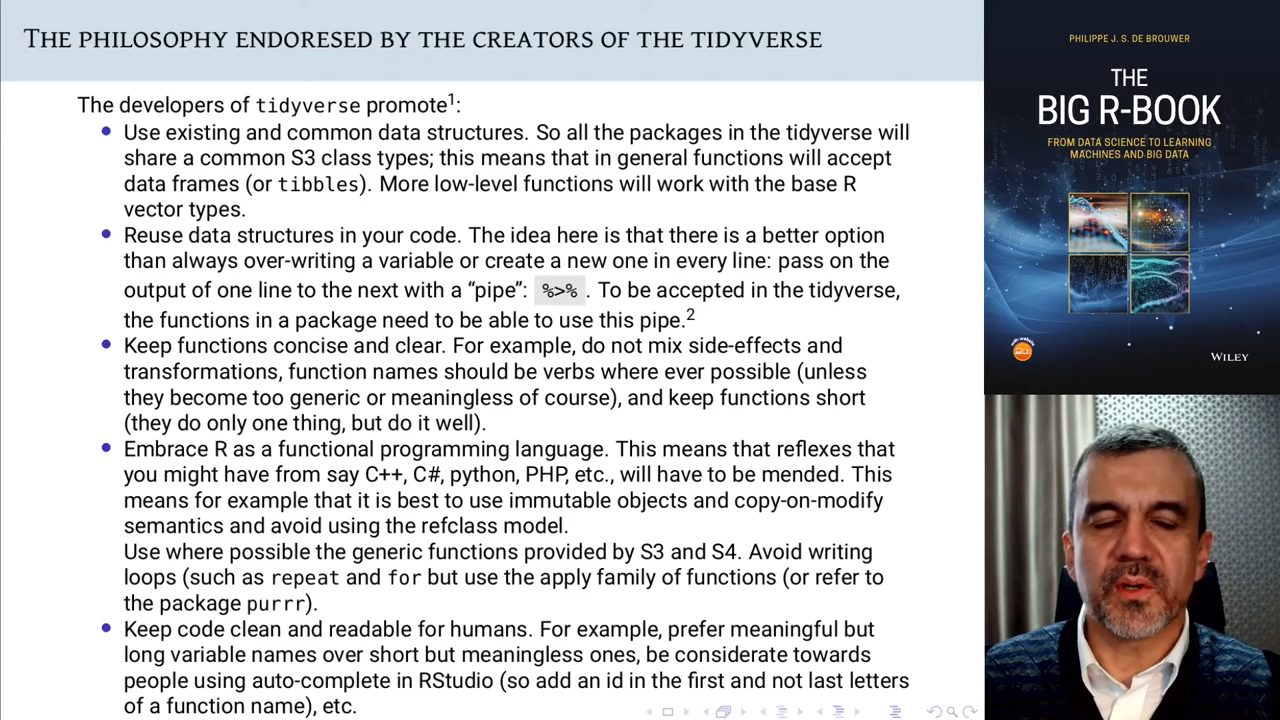 THE PHILOSOPHY ENDORESED BY THE CREATORS OF THE TIDYVERSE
The developers of tidyverse promote1:
• Use existing and common data structures. So all the packages in the tidyverse will
share a common S3 class types; this means that in general functions will accept
data frames (or tibbles). More low-level functions will work with the base R
vector types.
• Reuse data structures in your code. The idea here is that there is a better option
than always over-writing a variable or create a new one in every line: pass on the
output of one line to the next with a “pipe”: %>% . To be accepted in the tidyverse,
the functions in a package need to be able to use this pipe.2
• Keep functions concise and clear. For example, do not mix side-effects and
transformations, function names should be verbs where ever possible (unless
they become too generic or meaningless of course), and keep functions short
(they do only one thing, but do it well).
• Embrace R as a functional programming language. This means that reflexes that
you might have from say C++, C#, python, PHP, etc., will have to be mended. This
means for example that it is best to use immutable objects and copy-on-modify
semantics and avoid using the refclass model.
Use where possible the generic functions provided by S3 and S4. Avoid writing
loops (such as repeat and for but use the apply family of functions (or refer to
the package purrr).
• Keep code clean and readable for humans. For example, prefer meaningful but
long variable names over short but meaningless ones, be considerate towards
people using auto-complete in RStudio (so add an id in the first and not last letters
of a function name), etc.
PHILIPPE J. S. DE BROUWER
THE
BIG R-BOOK
FROM DATA SCIENCE TO LEARNING
MACHINES AND BIG DATA
WILEY